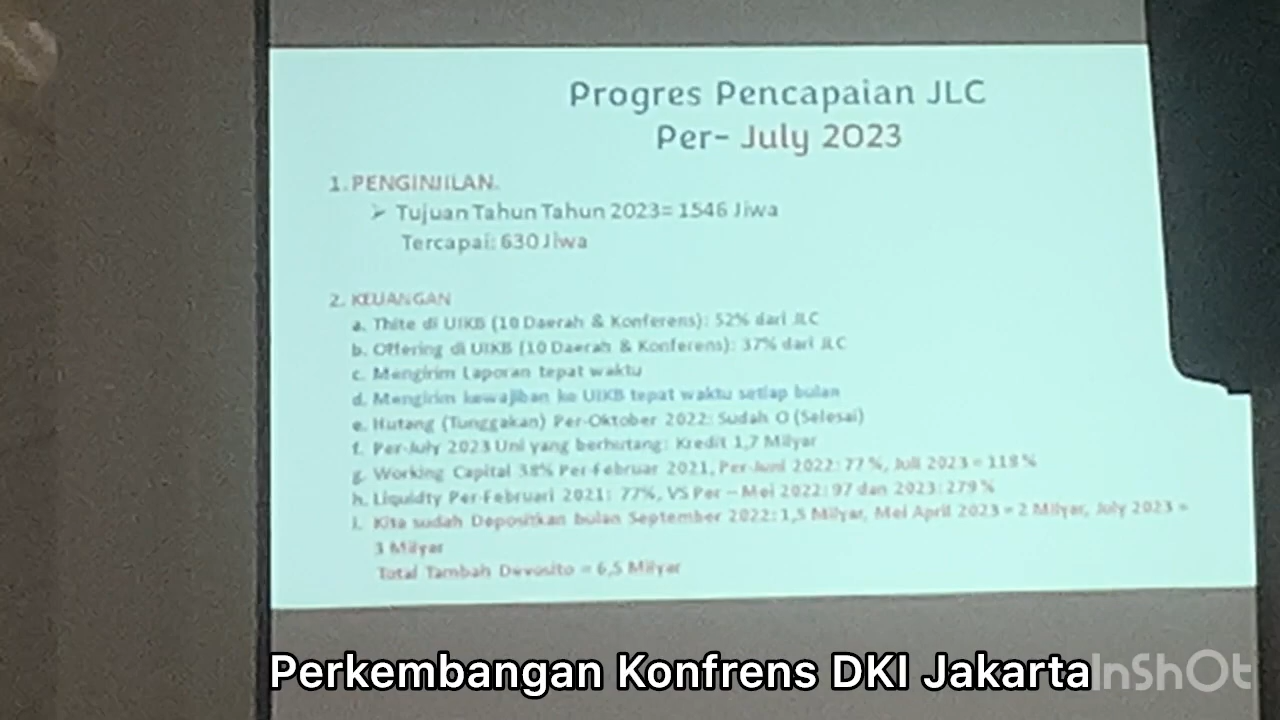 Progres Pencapaian JLC
Per- July 2023
1. PENGINJILAN.
➢ Tujuan Tahun Tahun 2023= 1546 Jiwa
Tercapai: 630 Jiwa
2. KEUANGAN
a. Thite di UIKB (10 Daerah & Konferens): 52% dari JLC
b. Offering di UIKB (10 Daerah & Konferens): 37% dari JLC
c. Mengirim Laporan tepat waktu
d. Mengirim kewajiban ke UIKB tepat waktu setiap bulan
e. Hutang (Tunggakan) Per-Oktober 2022: Sudah O (Selesai)
f. Per-July 2023 Uni yang berhutang: Kredit 1,7 Milyar
g. Working Capital 38% Per-Februar 2021, Per-Juni 2022: 77%, Juli 2023 = 118%
h. Liquidty Per-Februari 2021: 77%, VS Per – Mei 2022: 97 dan 2023: 279%
i. Kita sudah Depositkan bulan September 2022: 1,5 Milyar, Mei April 2023 = 2 Milyar, July 2023 =
3 Milyar
Total Tambah Devosito = 6,5 Milyar
Perkembangan Konfrens DKI Jakarta
InShOt